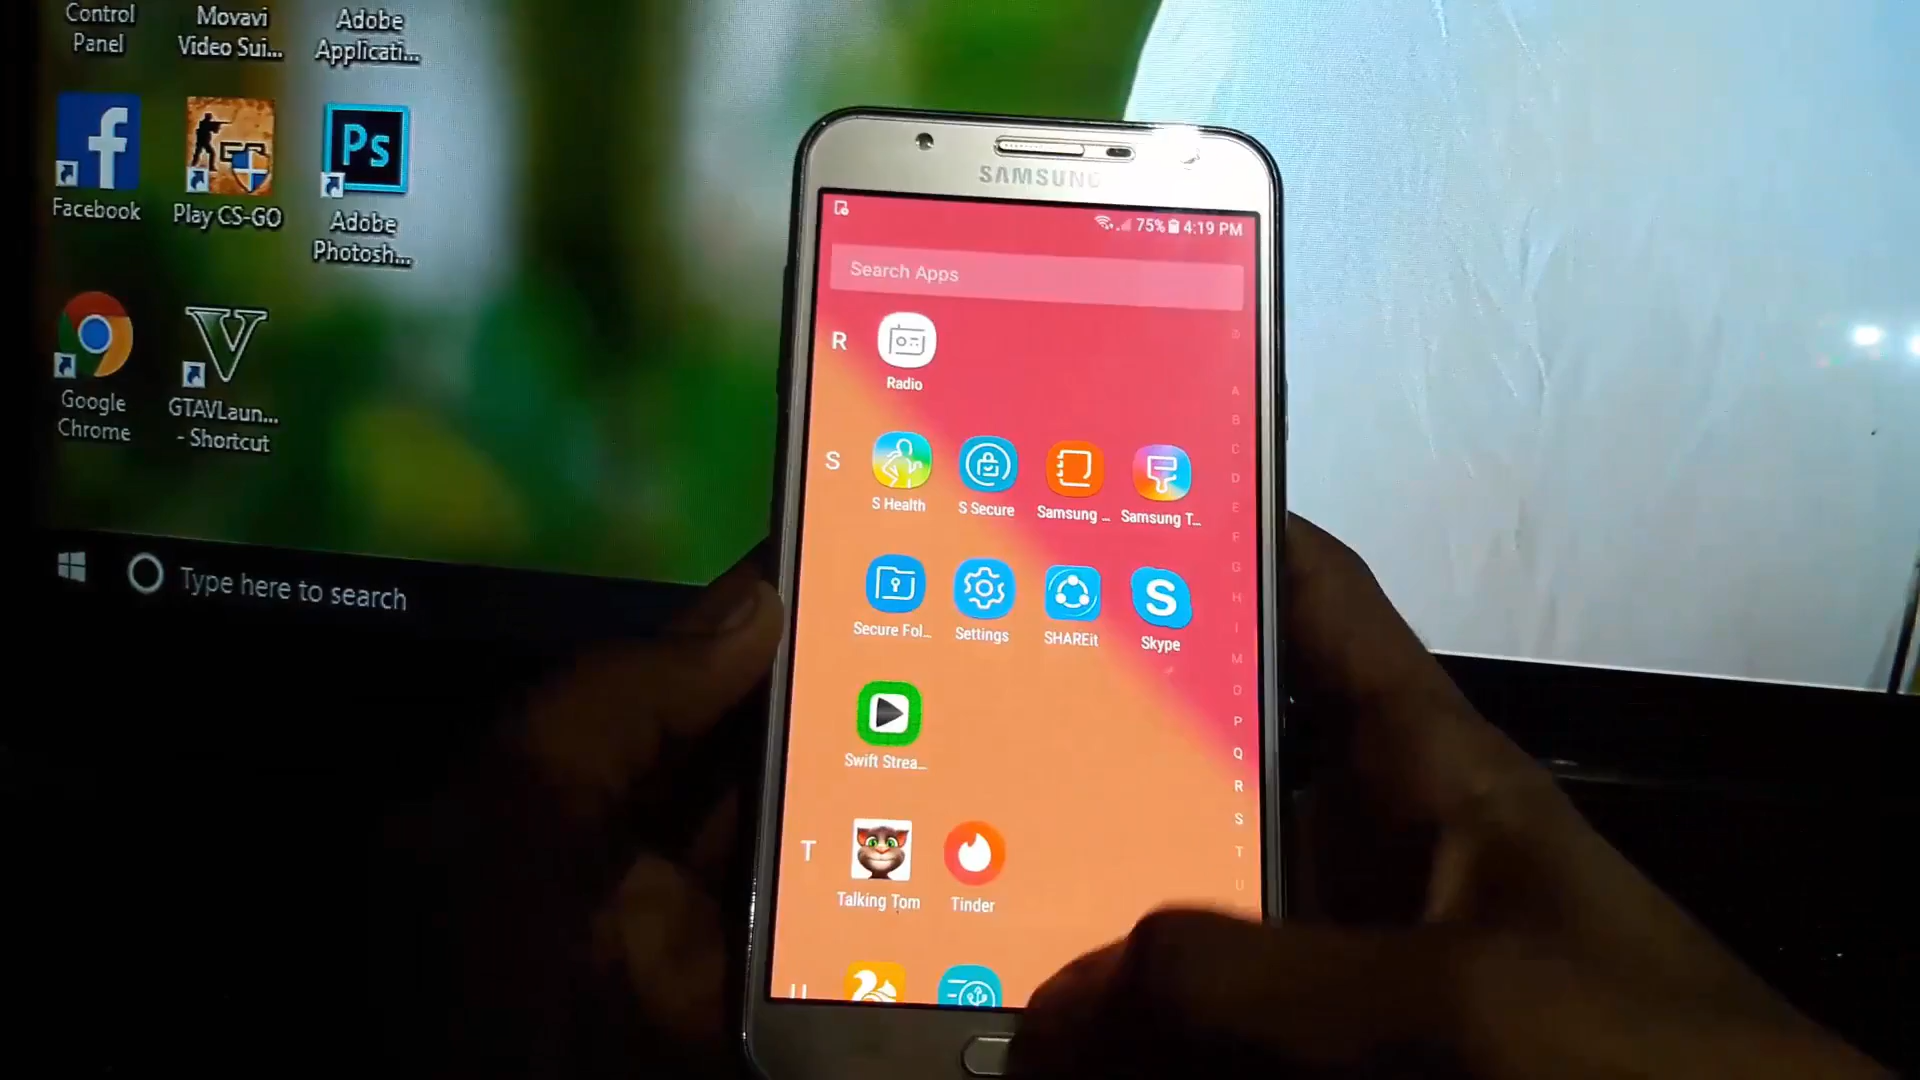 Control
Panel
Movavi
Video Sui...
Adobe
Applicati...
Facebook
Play CS-GO
GO
Ps
Adobe
Photosh...
Google
Chrome
V
GTAVLaun...
- Shortcut
Type here to search
SAMSUNG
75% 4:19 PM
Search Apps
R
Radio
S
S Health
S Secure
Samsung ...
Samsung T...
Secure Fol...
Settings
SHAREit
S
Skype
Swift Strea...
T
Talking Tom
Tinder
U
A
B
C
D
E
F
G
H
I
M
O
P
Q
R
S
T
U